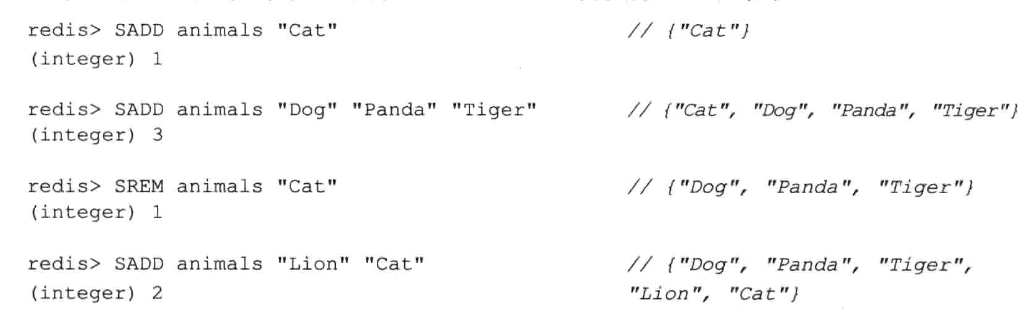 redis> SADD animals "Cat" // {"Cat"}
(integer) 1
redis> SADD animals "Dog" "Panda" "Tiger" // {"Cat", "Dog", "Panda", "Tiger"}
(integer) 3
redis> SREM animals "Cat" // {"Dog", "Panda", "Tiger"}
(integer) 1
redis> SADD animals "Lion" "Cat" // {"Dog", "Panda", "Tiger",
(integer) 2 "Lion", "Cat"}